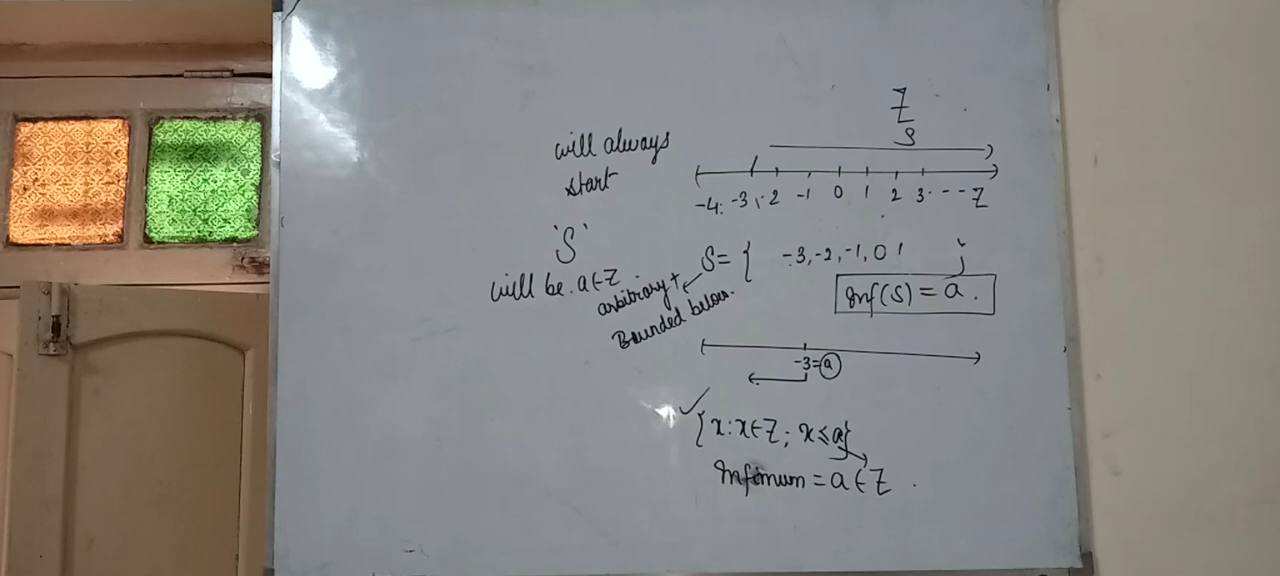 Z
S
will always
start
'S'
will be a∈Z
-4 -3 -2 -1 0 1 2 3 - - - Z
S = { -3, -2, -1, 0 1 }
arbitrary +
Bounded below.
Inf(S) = a.
-3 = a
✓ {x : x∈Z ; x ≤ a}
Infimum = a ∈ Z .